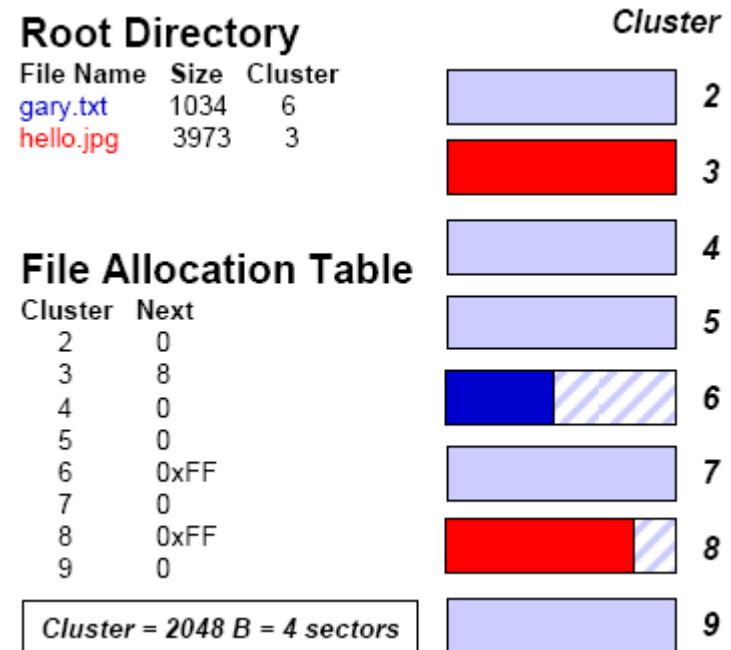 Root Directory
File Name Size Cluster
gary.txt 1034 6
hello.jpg 3973 3
File Allocation Table
Cluster Next
2 0
3 8
4 0
5 0
6 0xFF
7 0
8 0xFF
9 0
Cluster = 2048 B = 4 sectors
Cluster
2
3
4
5
6
7
8
9